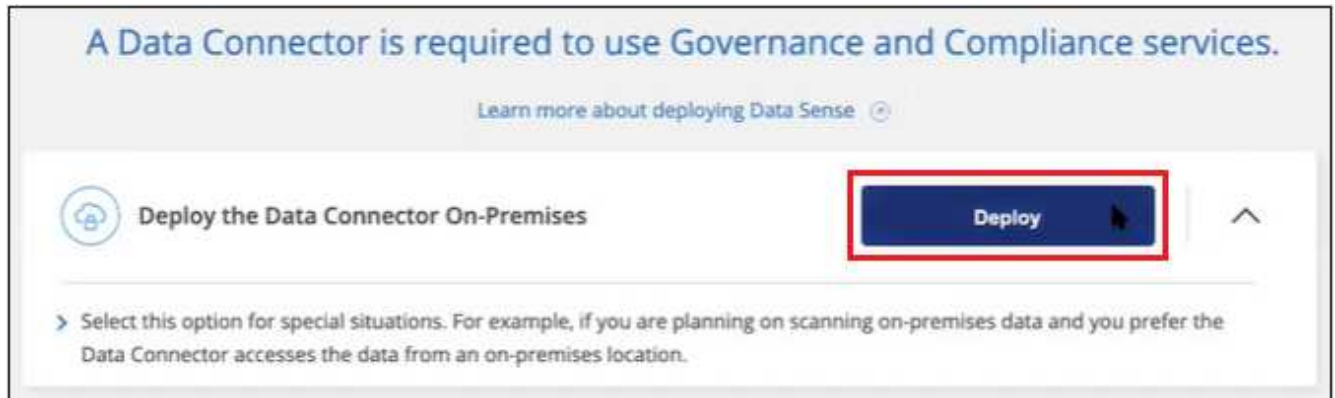 A Data Connector is required to use Governance and Compliance services.
Learn more about deploying Data Sense
Deploy the Data Connector On-Premises
Deploy
Select this option for special situations. For example, if you are planning on scanning on-premises data and you prefer the
Data Connector accesses the data from an on-premises location.